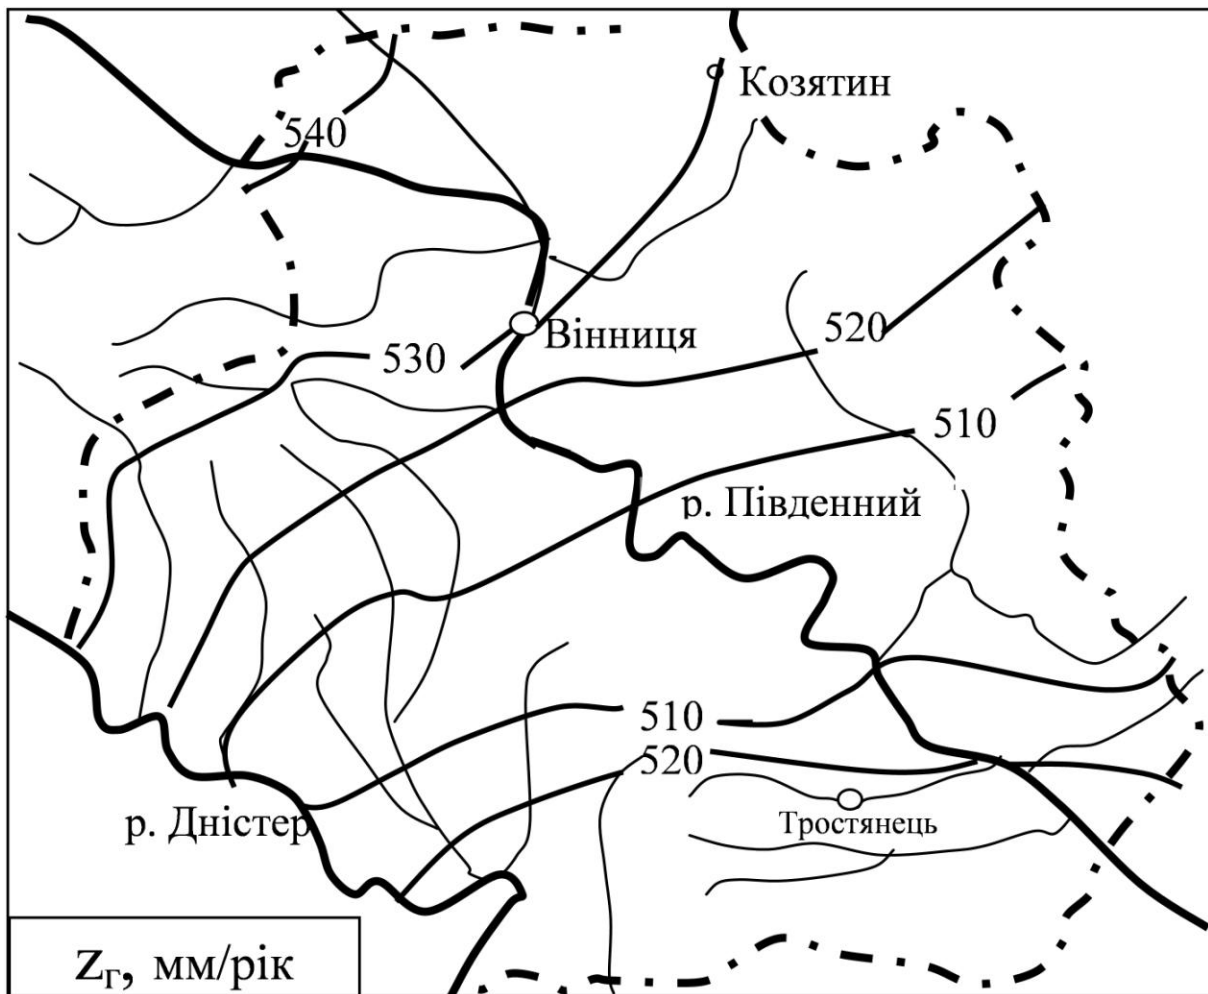 Козятин
540
520
Вінниця
530
510
р. Південний
510
520
р. Дністер
Тростянець
zг, мм/рік